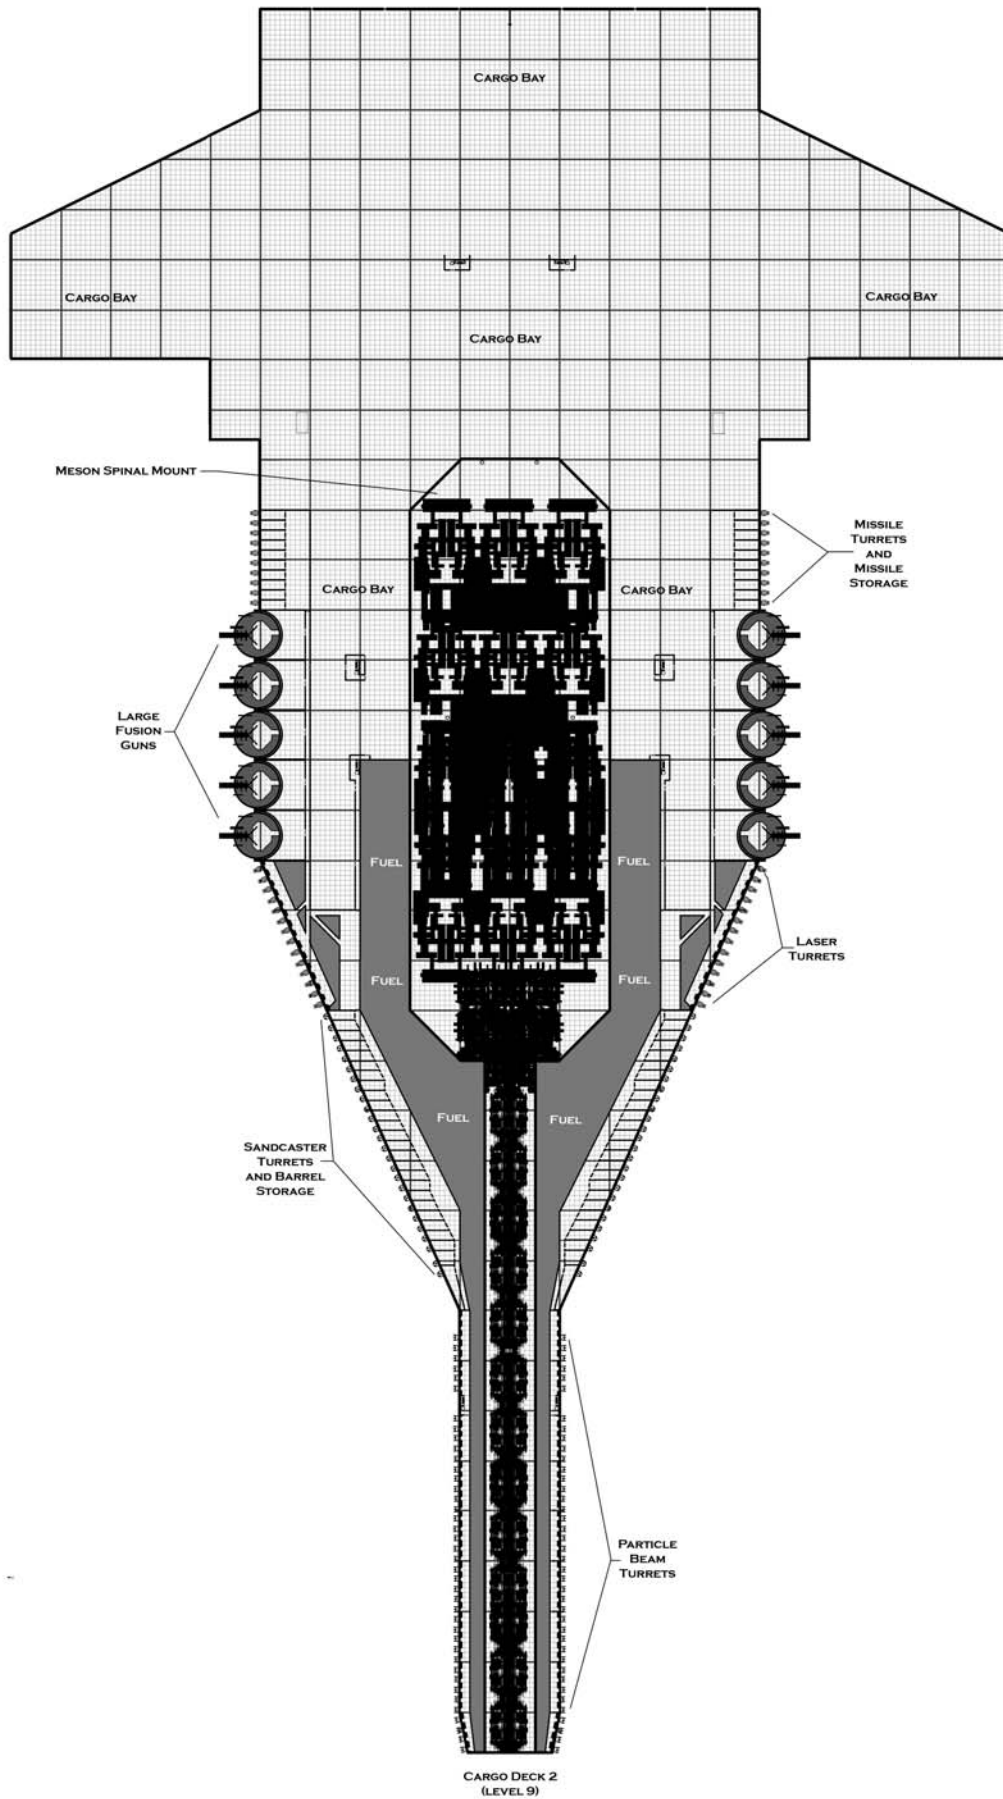 CARGO BAY
CARGO BAY
CARGO BAY
CARGO BAY
MESON SPINAL MOUNT
MISSILE
TURRETS
AND
MISSILE
STORAGE
CARGO BAY
CARGO BAY
LARGE
FUSION
GUNS
FUEL
FUEL
LASER
TURRETS
FUEL
FUEL
FUEL
FUEL
SANDCASTER
TURRETS
AND BARREL
STORAGE
PARTICLE
BEAM
TURRETS
CARGO DECK 2
(LEVEL 9)